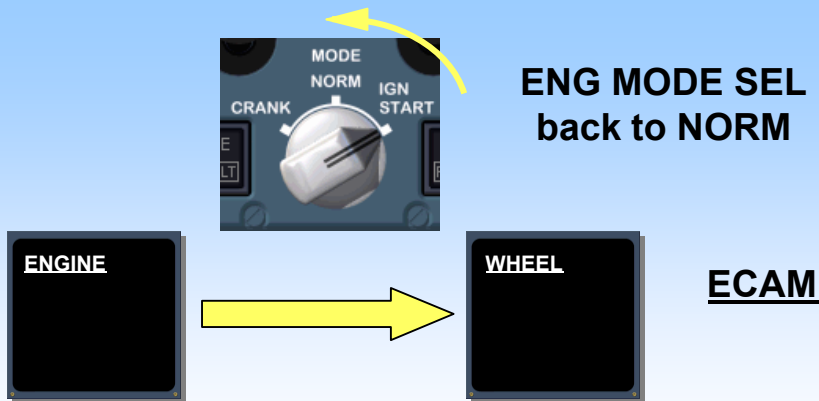 MODE
NORM
IGN
CRANK
START
ENG MODE SEL
back to NORM
ENGINE
WHEEL
ECAM